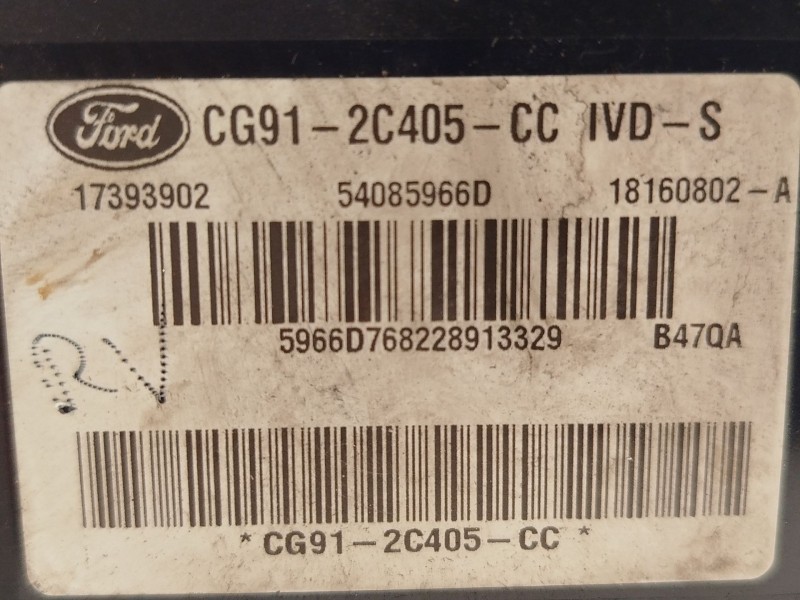 Ford CG91-2C405-CC IVD-S
17393902 54085966D 18160802-A
5966D768228913329 B47QA
*CG91-2C405-CC*